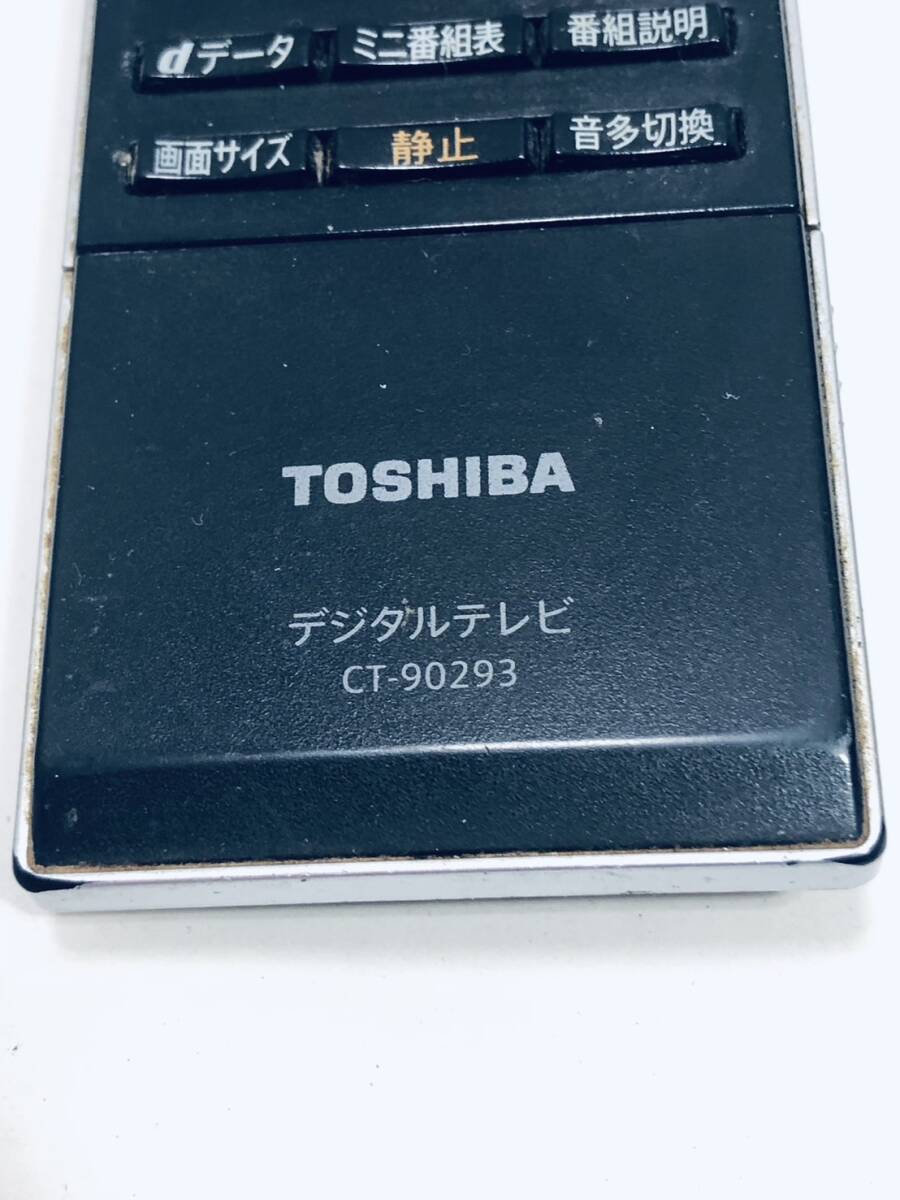 dデータ ミニ番組表 番組説明
画面サイズ 静止 音多切換
TOSHIBA
デジタルテレビ
CT-90293